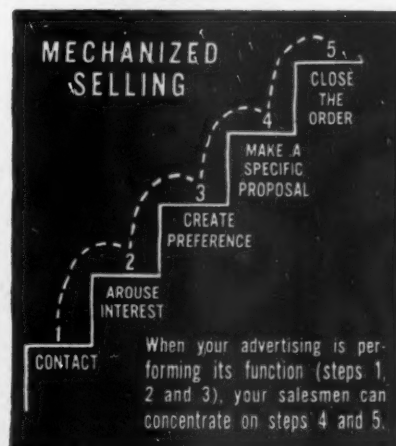 MECHANIZED
SELLING
1
CONTACT
2
AROUSE
INTEREST
3
CREATE
PREFERENCE
4
MAKE A
SPECIFIC
PROPOSAL
5
CLOSE
THE
ORDER
When your advertising is per-
forming its function (steps 1,
2 and 3), your salesmen can
concentrate on steps 4 and 5.